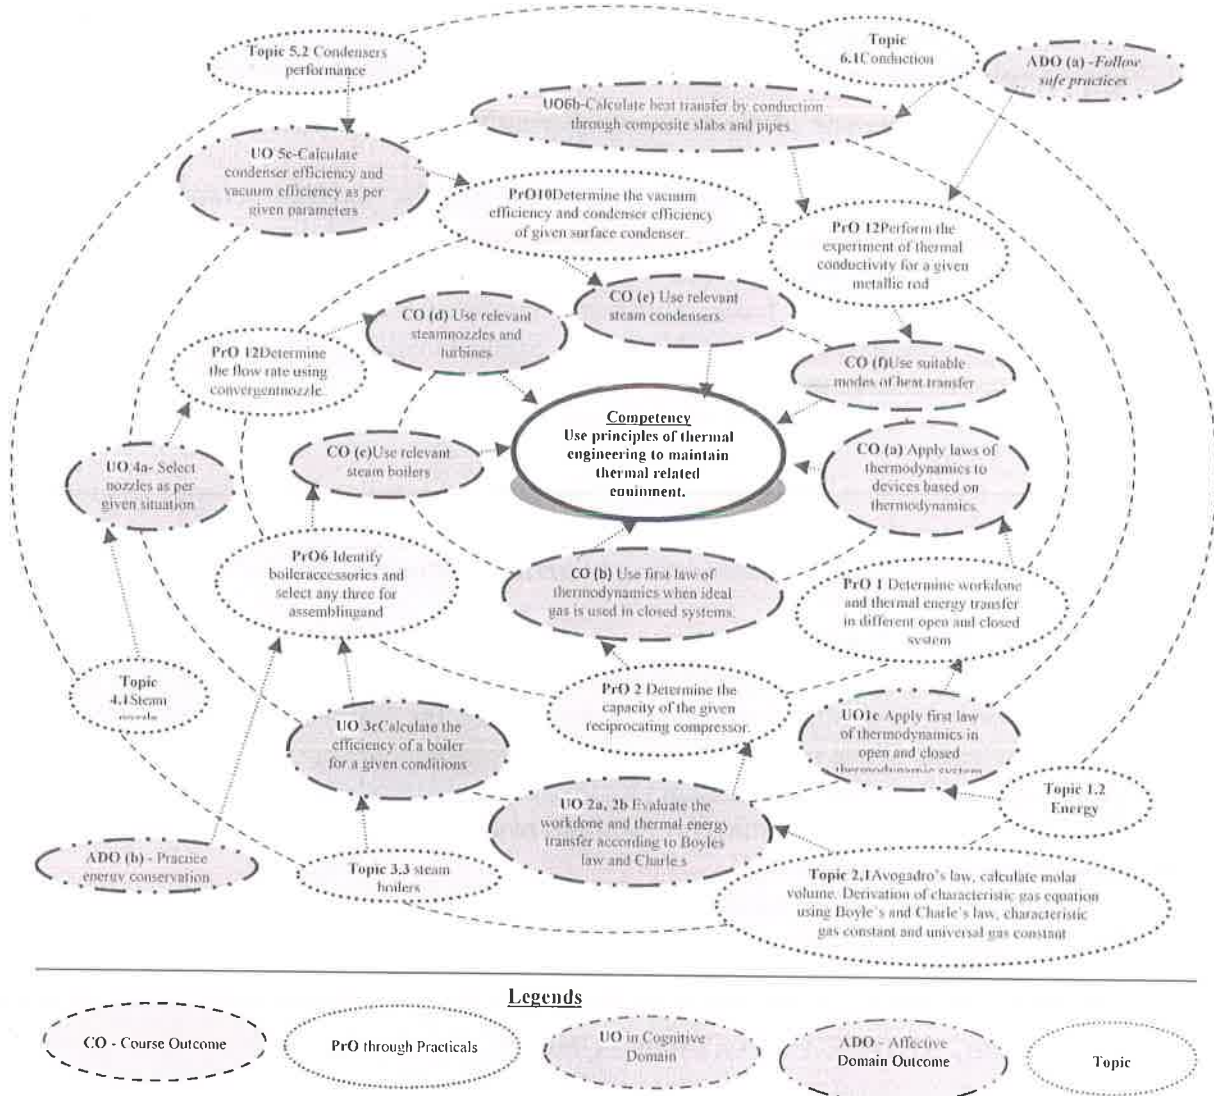 Topic 5.2 Condensers
performance
Topic
6.1Conduction
ADO (a) -Follow
safe practices
UO6b-Calculate heat transfer by conduction
through composite slabs and pipes
UO 5c-Calculate
condenser efficiency and
vacuum efficiency as per
given parameters
PrO10Determine the vacuum
efficiency and condenser efficiency
of given surface condenser.
PrO 12Perform the
experiment of thermal
conductivity for a given
metallic rod
CO (e) Use relevant
steam condensers.
CO (d) Use relevant
steamnozzles and
turbines
PrO 12Determine
the flow rate using
convergentnozzle.
CO (f)Use suitable
modes of heat transfer
Competency
Use principles of thermal
engineering to maintain
thermal related
equipment.
CO (c)Use relevant
steam boilers
CO (a) Apply laws of
thermodynamics to
devices based on
thermodynamics.
UO 4a- Select
nozzles as per
given situation
PrO6 Identify
boileraccessories and
select any three for
assemblingand
CO (b) Use first law of
thermodynamics when ideal
gas is used in closed systems.
PrO 1 Determine workdone
and thermal energy transfer
in different open and closed
system
Topic
4.1Steam
PrO 2 Determine the
capacity of the given
reciprocating compressor.
UO1c Apply first law
of thermodynamics in
open and closed
thermodynamic system
UO 3cCalculate the
efficiency of a boiler
for a given conditions
Topic 1.2
Energy
UO 2a, 2b Evaluate the
workdone and thermal energy
transfer according to Boyles
law and Charle,s
ADO (b) - Practice
energy conservation
Topic 3.3 steam
boilers
Topic 2,1Avogadro's law, calculate molar
volume. Derivation of characteristic gas equation
using Boyle's and Charle's law, characteristic
gas constant and universal gas constant
Legends
CO - Course Outcome
PrO through Practicals
UO in Cognitive
Domain
ADO - Affective
Domain Outcome
Topic